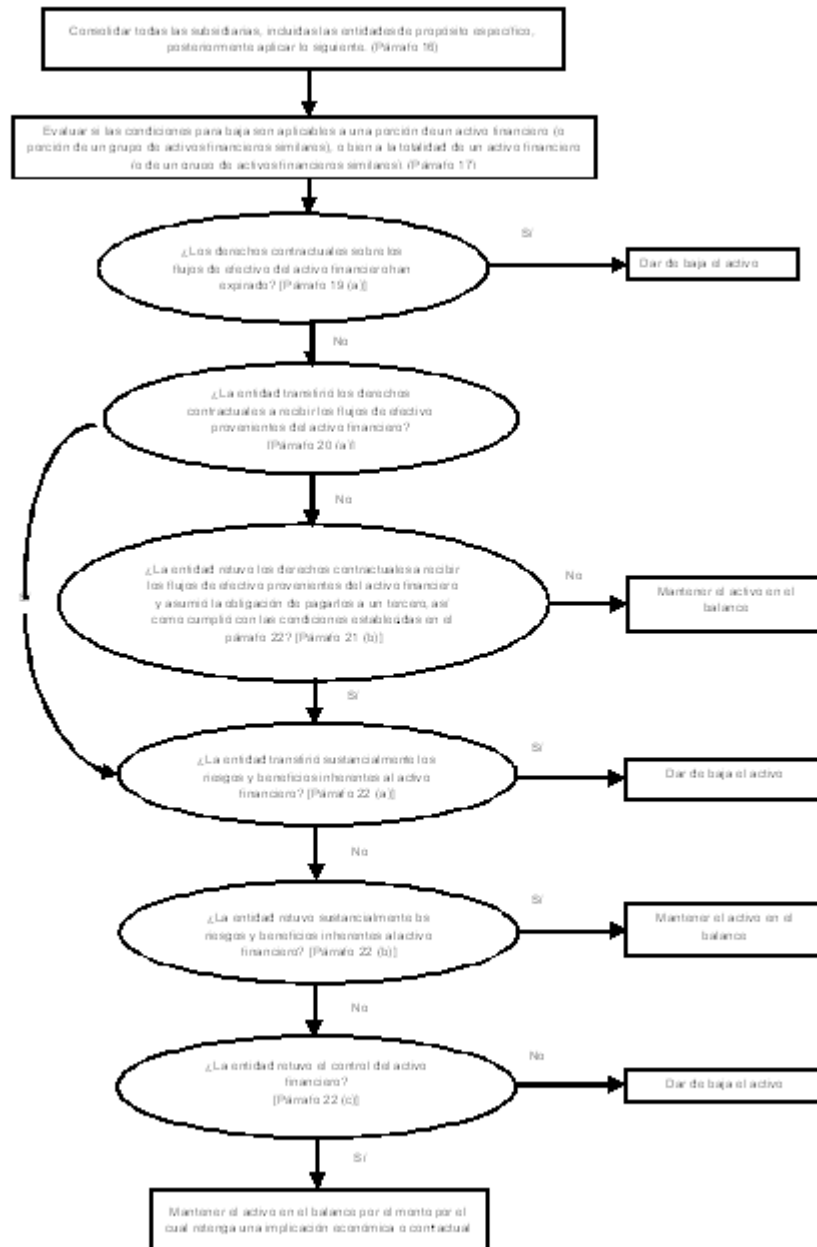 Consolidar todas las subsidiarias, incluidas las entidades de propósito específico,
posteriormente aplicar lo siguiente. (Párrafo 16)
Evaluar si las condiciones para baja son aplicables a una porción de un activo financiero (o
porción de un grupo de activos financieros similares), o bien a la totalidad de un activo financiero
(o de un grupo de activos financieros similares). (Párrafo 17)
¿Los derechos contractuales sobre los
flujos de efectivo del activo financiero han
expirado? [Párrafo 19 (a)]
Sí
Dar de baja el activo
No
¿La entidad transfirió los derechos
contractuales a recibir los flujos de efectivo
provenientes del activo financiero?
[Párrafo 20 (a)]
No
Sí
¿La entidad retuvo los derechos contractuales a recibir
los flujos de efectivo provenientes del activo financiero
y asumió la obligación de pagarlos a un tercero, así
como cumplió con las condiciones establecidas en el
párrafo 22? [Párrafo 21 (b)]
No
Mantener el activo en el
balance
Sí
¿La entidad transfirió sustancialmente los
riesgos y beneficios inherentes al activo
financiero? [Párrafo 22 (a)]
Sí
Dar de baja el activo
No
¿La entidad retuvo sustancialmente los
riesgos y beneficios inherentes al activo
financiero? [Párrafo 22 (b)]
Sí
Mantener el activo en el
balance
No
¿La entidad retuvo el control del activo
financiero?
[Párrafo 22 (c)]
No
Dar de baja el activo
Sí
Mantener el activo en el balance por el monto por el
cual retenga una implicación económica o contractual